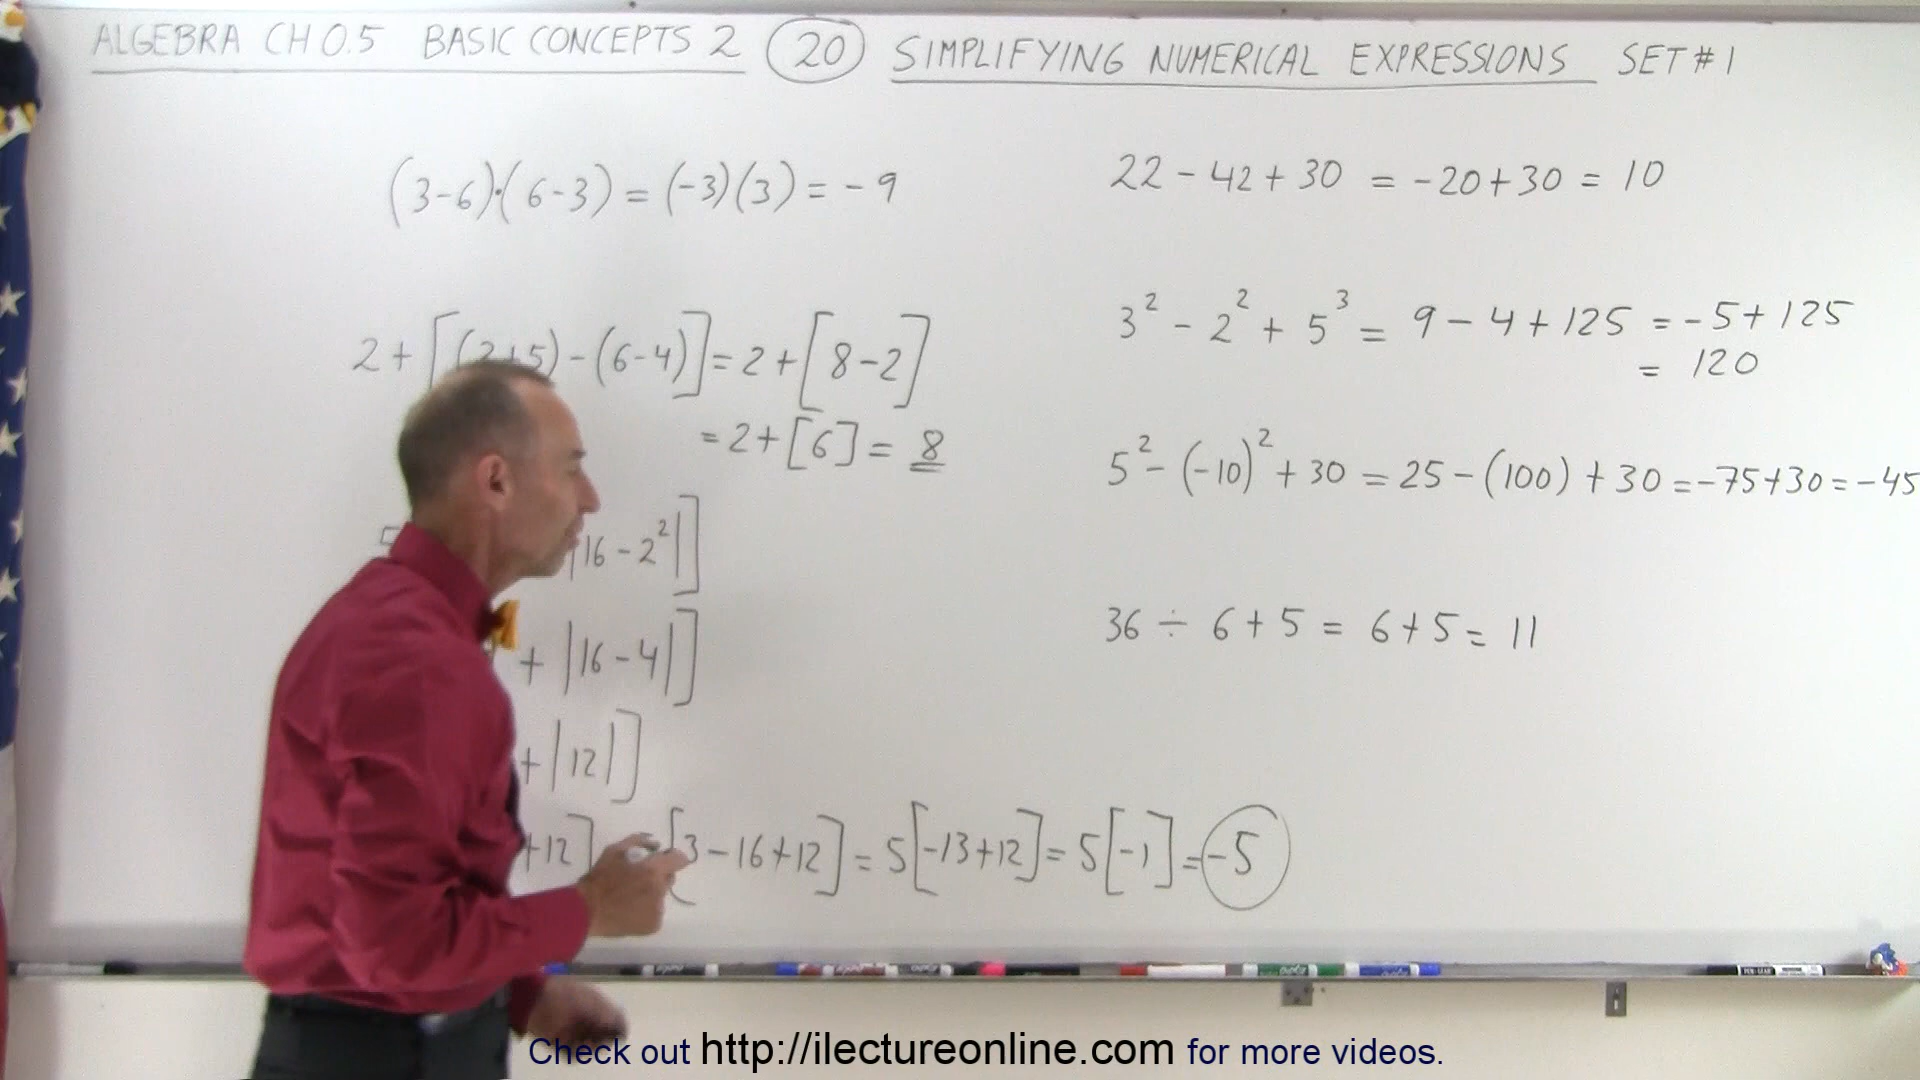 ALGEBRA CH 0.5 BASIC CONCEPTS 2 20 SIMPLIFYING NUMERICAL EXPRESSIONS SET #1
(3-6)·(6-3) = (-3)(3) = -9
2 + [(3+5) - (6-4)] = 2 + [8-2]
= 2 + [6] = 8
|16 - 2²|]
+ |16 - 4|]
+ |12|]
+12] [3 - 16 + 12] = 5[-13+12] = 5[-1] = -5
22 - 42 + 30 = -20 + 30 = 10
3² - 2² + 5³ = 9 - 4 + 125 = -5 + 125
= 120
5² - (-10)² + 30 = 25 - (100) + 30 = -75 + 30 = -45
36 ÷ 6 + 5 = 6 + 5 = 11
Check out http://ilectureonline.com for more videos.